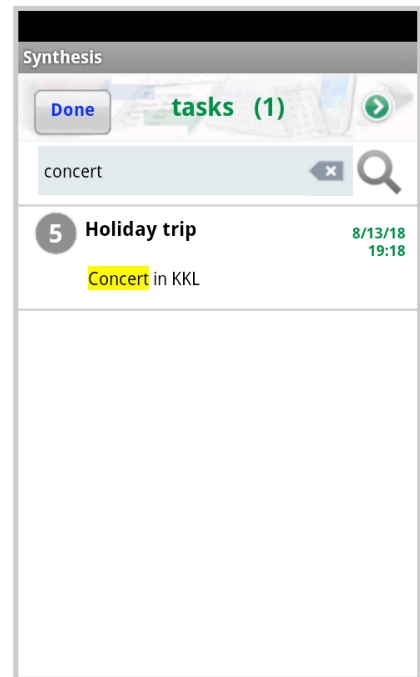 Synthesis
Done tasks (1)
concert
5 Holiday trip 8/13/18
19:18
Concert in KKL